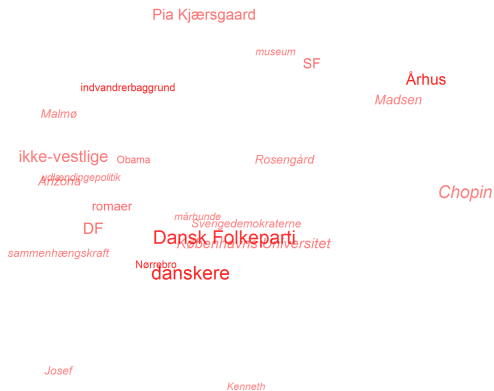 Pia Kjærsgaard
museum
SF
Århus
indvandrerbaggrund
Madsen
Malmø
ikke-vestlige
Obama
Rosengård
udlændingepolitik
Arizona
Chopin
romaer
mårhunde
Sverigedemokraterne
DF
Dansk Folkeparti
Københavns Universitet
sammenhængskraft
Nørrebro
danskere
Josef
Kenneth